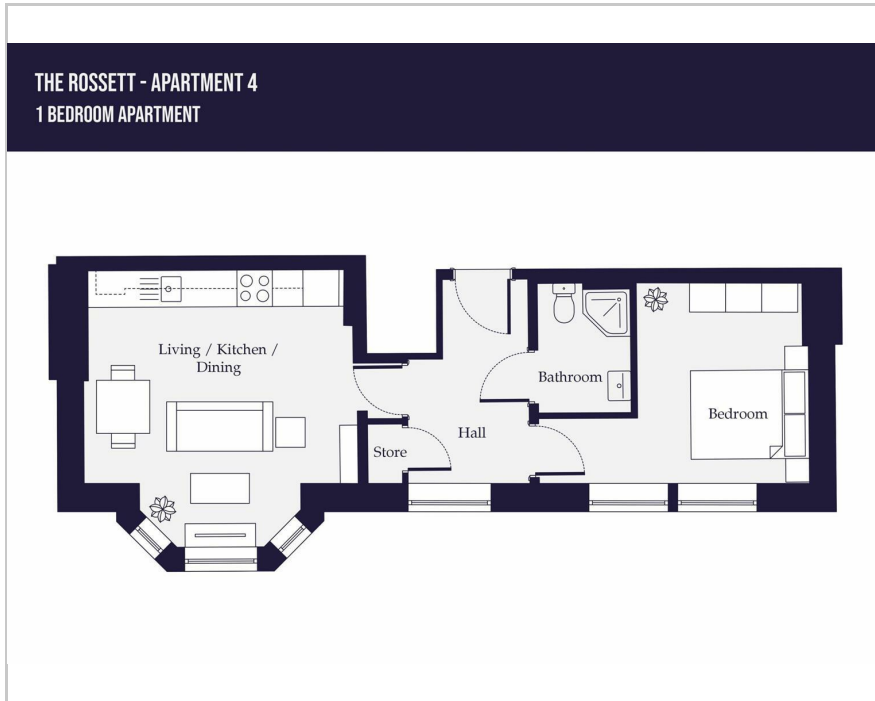 THE ROSSETT - APARTMENT 4
1 BEDROOM APARTMENT
Living / Kitchen /
Dining
Bathroom
Bedroom
Hall
Store